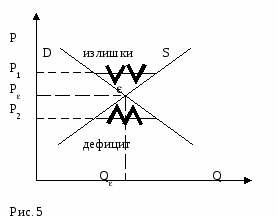 P
D излишки S
P1
ε
Pε
P2
дефицит
Qε Q
Рис. 5